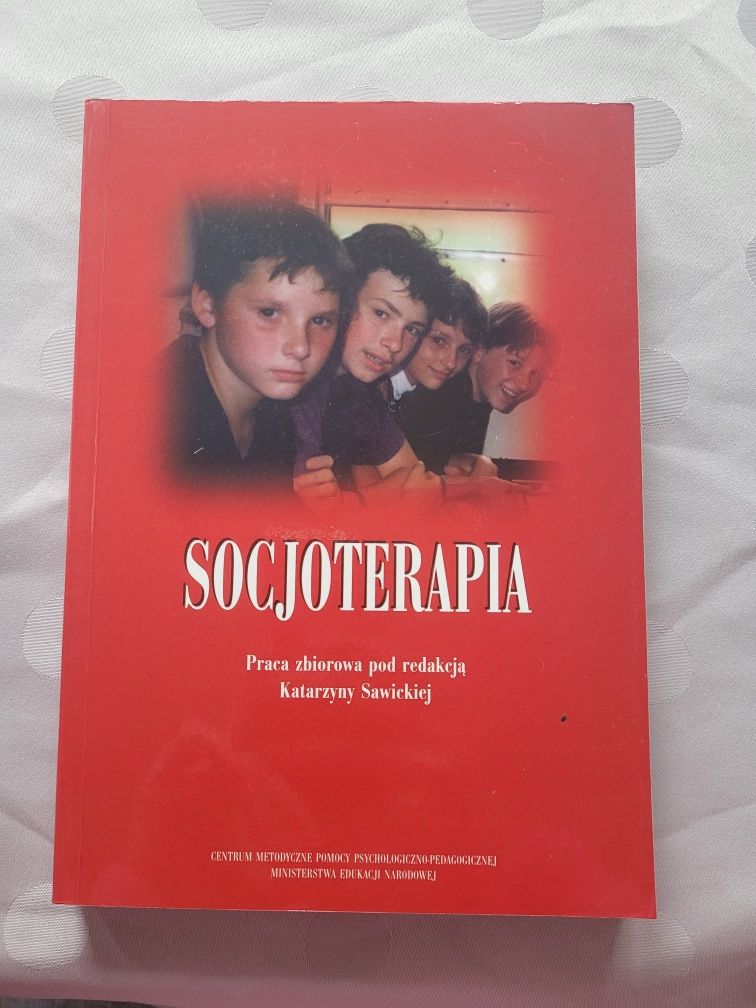 SOCJOTERAPIA
Praca zbiorowa pod redakcją
Katarzyny Sawickiej
CENTRUM METODYCZNE POMOCY PSYCHOLOGICZNO-PEDAGOGICZNEJ
MINISTERSTWA EDUKACJI NARODOWEJ